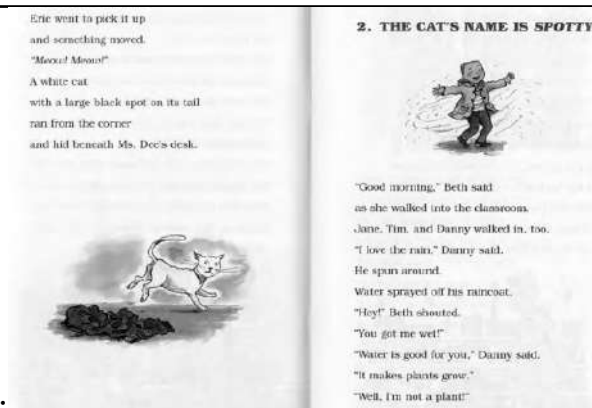 Eric went to pick it up
and something moved.
"Meow! Meow!"
A white cat
with a large black spot on its tail
ran from the corner
and hid beneath Ms. Dee's desk.
2. THE CAT'S NAME IS SPOTTY
"Good morning," Beth said
as she walked into the classroom.
Jane, Tim, and Danny walked in, too.
"I love the rain," Danny said.
He spun around.
Water sprayed off his raincoat.
"Hey!" Beth shouted.
"You got me wet!"
"Water is good for you," Danny said.
"It makes plants grow."
"Well, I'm not a plant!"